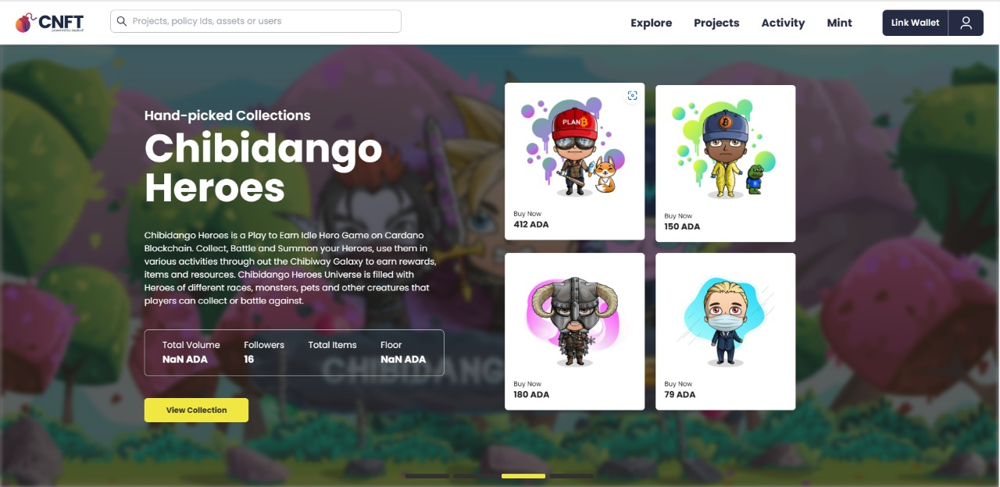 CNFT
Projects, policy Ids, assets or users
Explore
Projects
Activity
Mint
Link Wallet
Hand-picked Collections
Chibidango
Heroes
Chibidango Heroes is a Play to Earn Idle Hero Game on Cardano
Blockchain. Collect, Battle and Summon your Heroes, use them in
various activities through out the Chibiway Galaxy to earn rewards,
items and resources. Chibidango Heroes Universe is filled with
Heroes of different races, monsters, pets and other creatures that
players can collect or battle against.
Total Volume
NaN ADA
Followers
16
Total Items
Floor
NaN ADA
View Collection
PLAN₿
Buy Now
412 ADA
₿
Buy Now
150 ADA
Buy Now
180 ADA
Buy Now
79 ADA
CHIBIDANG